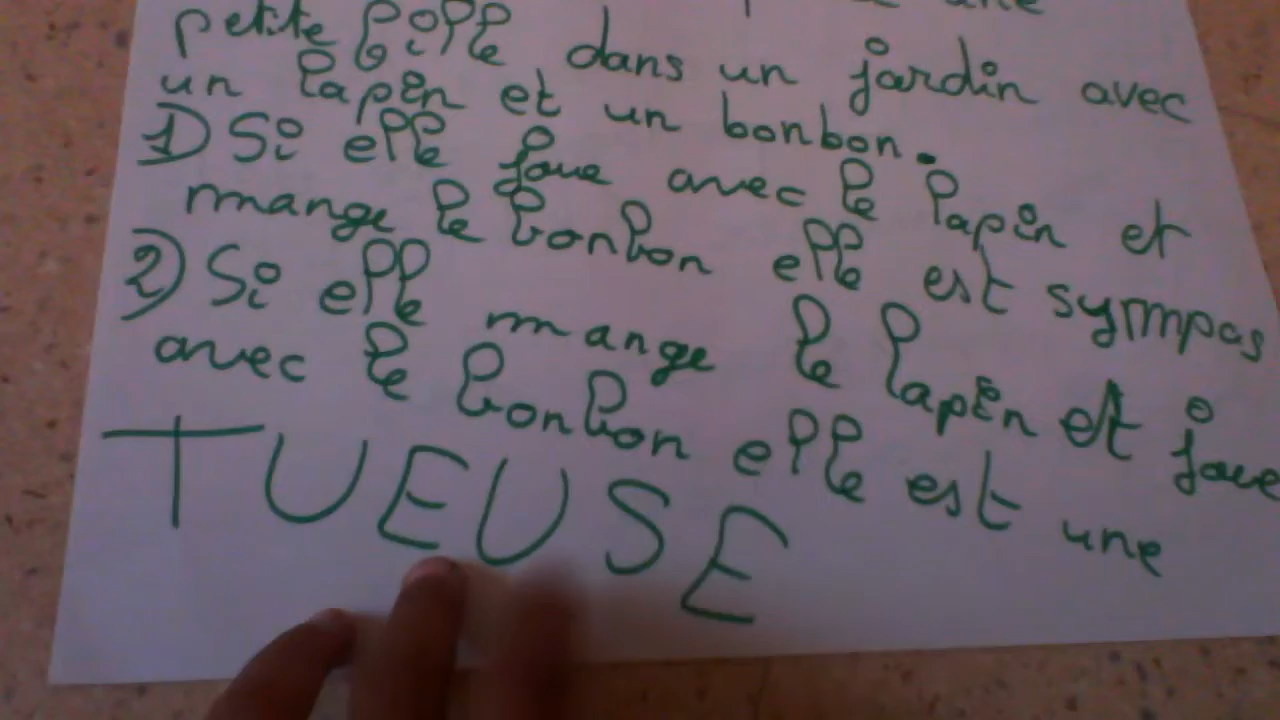 une
petite fille dans un jardin avec
un lapin et un bonbon.
1) Si elle joue avec le lapin et
mange le bonbon elle est sympas
2) Si elle mange le lapin et joue
avec le bonbon elle est une
TUEUSE